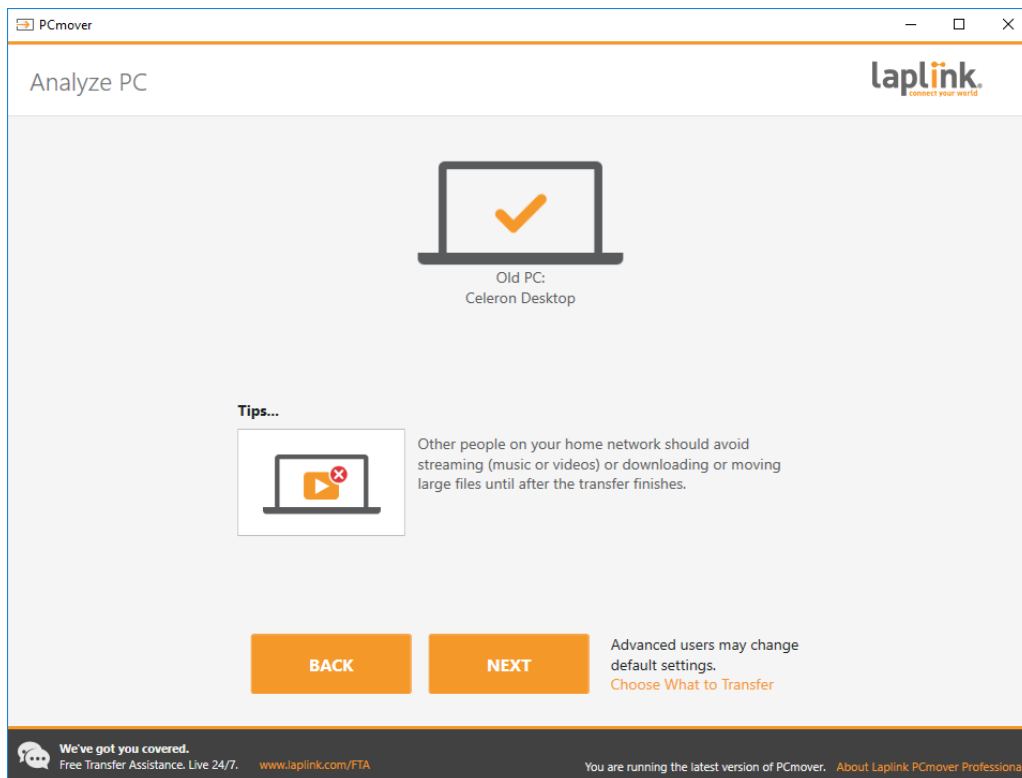 PCmover
Analyze PC
laplink®
connect your world
Old PC:
Celeron Desktop
Tips...
Other people on your home network should avoid
streaming (music or videos) or downloading or moving
large files until after the transfer finishes.
BACK
NEXT
Advanced users may change
default settings.
Choose What to Transfer
We've got you covered.
Free Transfer Assistance. Live 24/7.
www.laplink.com/FTA
You are running the latest version of PCmover.
About Laplink PCmover Professiona